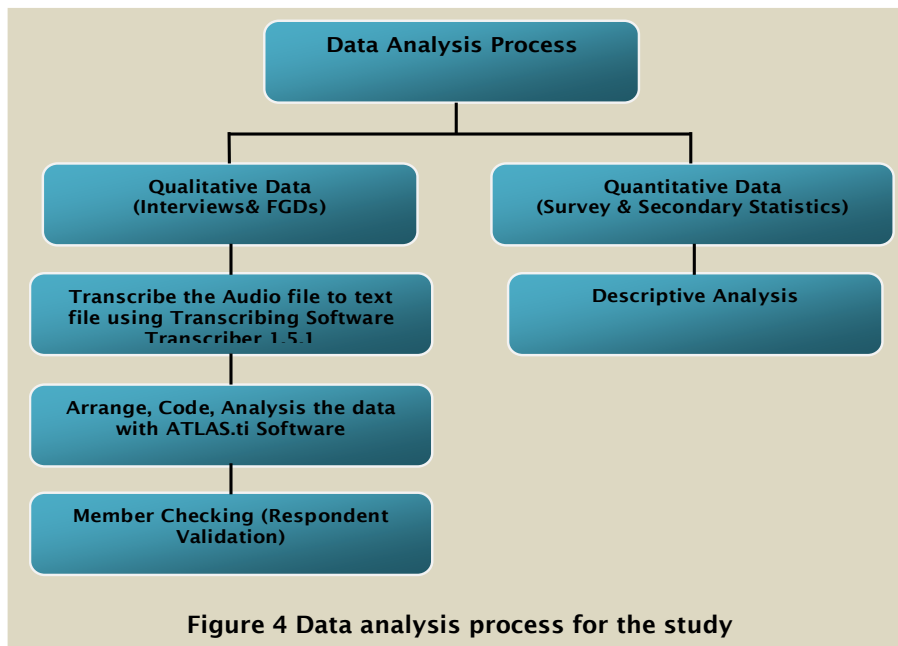 Data Analysis Process
Qualitative Data
(Interviews& FGDs)
Transcribe the Audio file to text
file using Transcribing Software
Transcriber 1.5.1
Arrange, Code, Analysis the data
with ATLAS.ti Software
Member Checking (Respondent
Validation)
Quantitative Data
(Survey & Secondary Statistics)
Descriptive Analysis
Figure 4 Data analysis process for the study